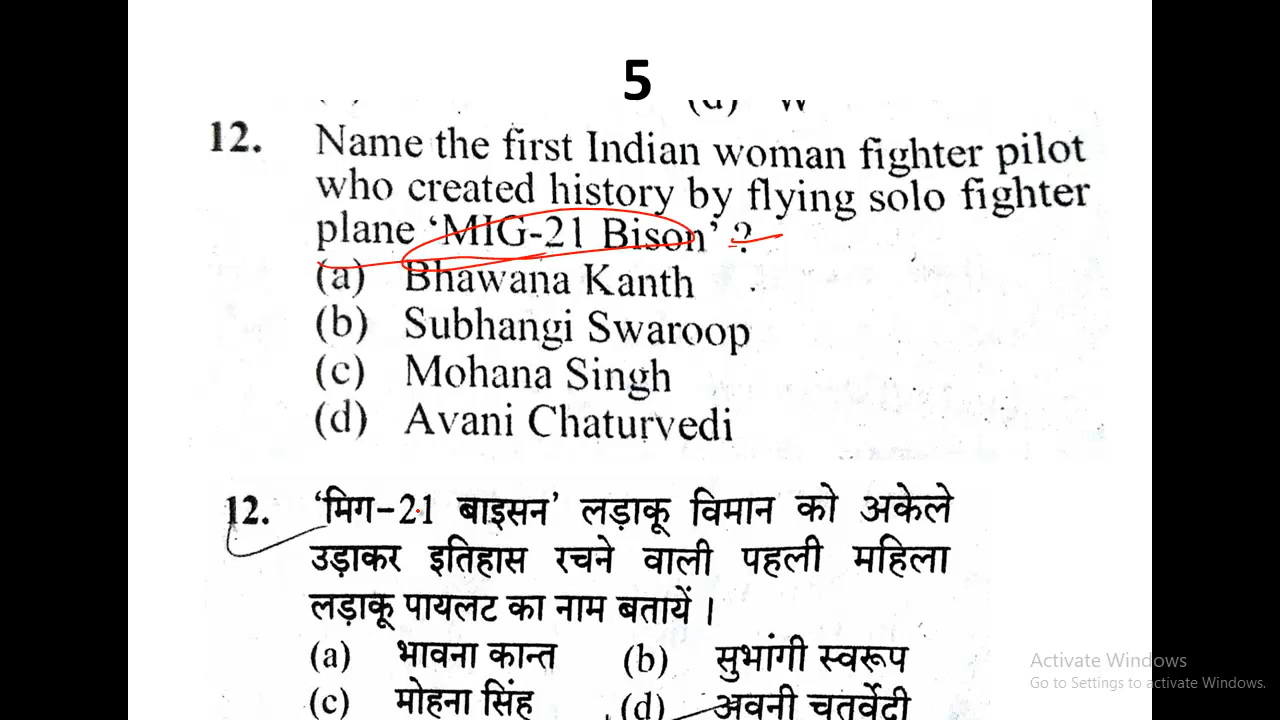 5
(d) W
12. Name the first Indian woman fighter pilot
who created history by flying solo fighter
plane ‘MIG-21 Bison’ ?
(a) Bhawana Kanth
(b) Subhangi Swaroop
(c) Mohana Singh
(d) Avani Chaturvedi
12. ‘मिग-21 बाइसन’ लड़ाकू विमान को अकेले
उड़ाकर इतिहास रचने वाली पहली महिला
लड़ाकू पायलट का नाम बतायें ।
(a) भावना कान्त (b) सुभांगी स्वरूप
(c) मोहना सिंह (d) अवनी चतुर्वेदी
Activate Windows
Go to Settings to activate Windows.